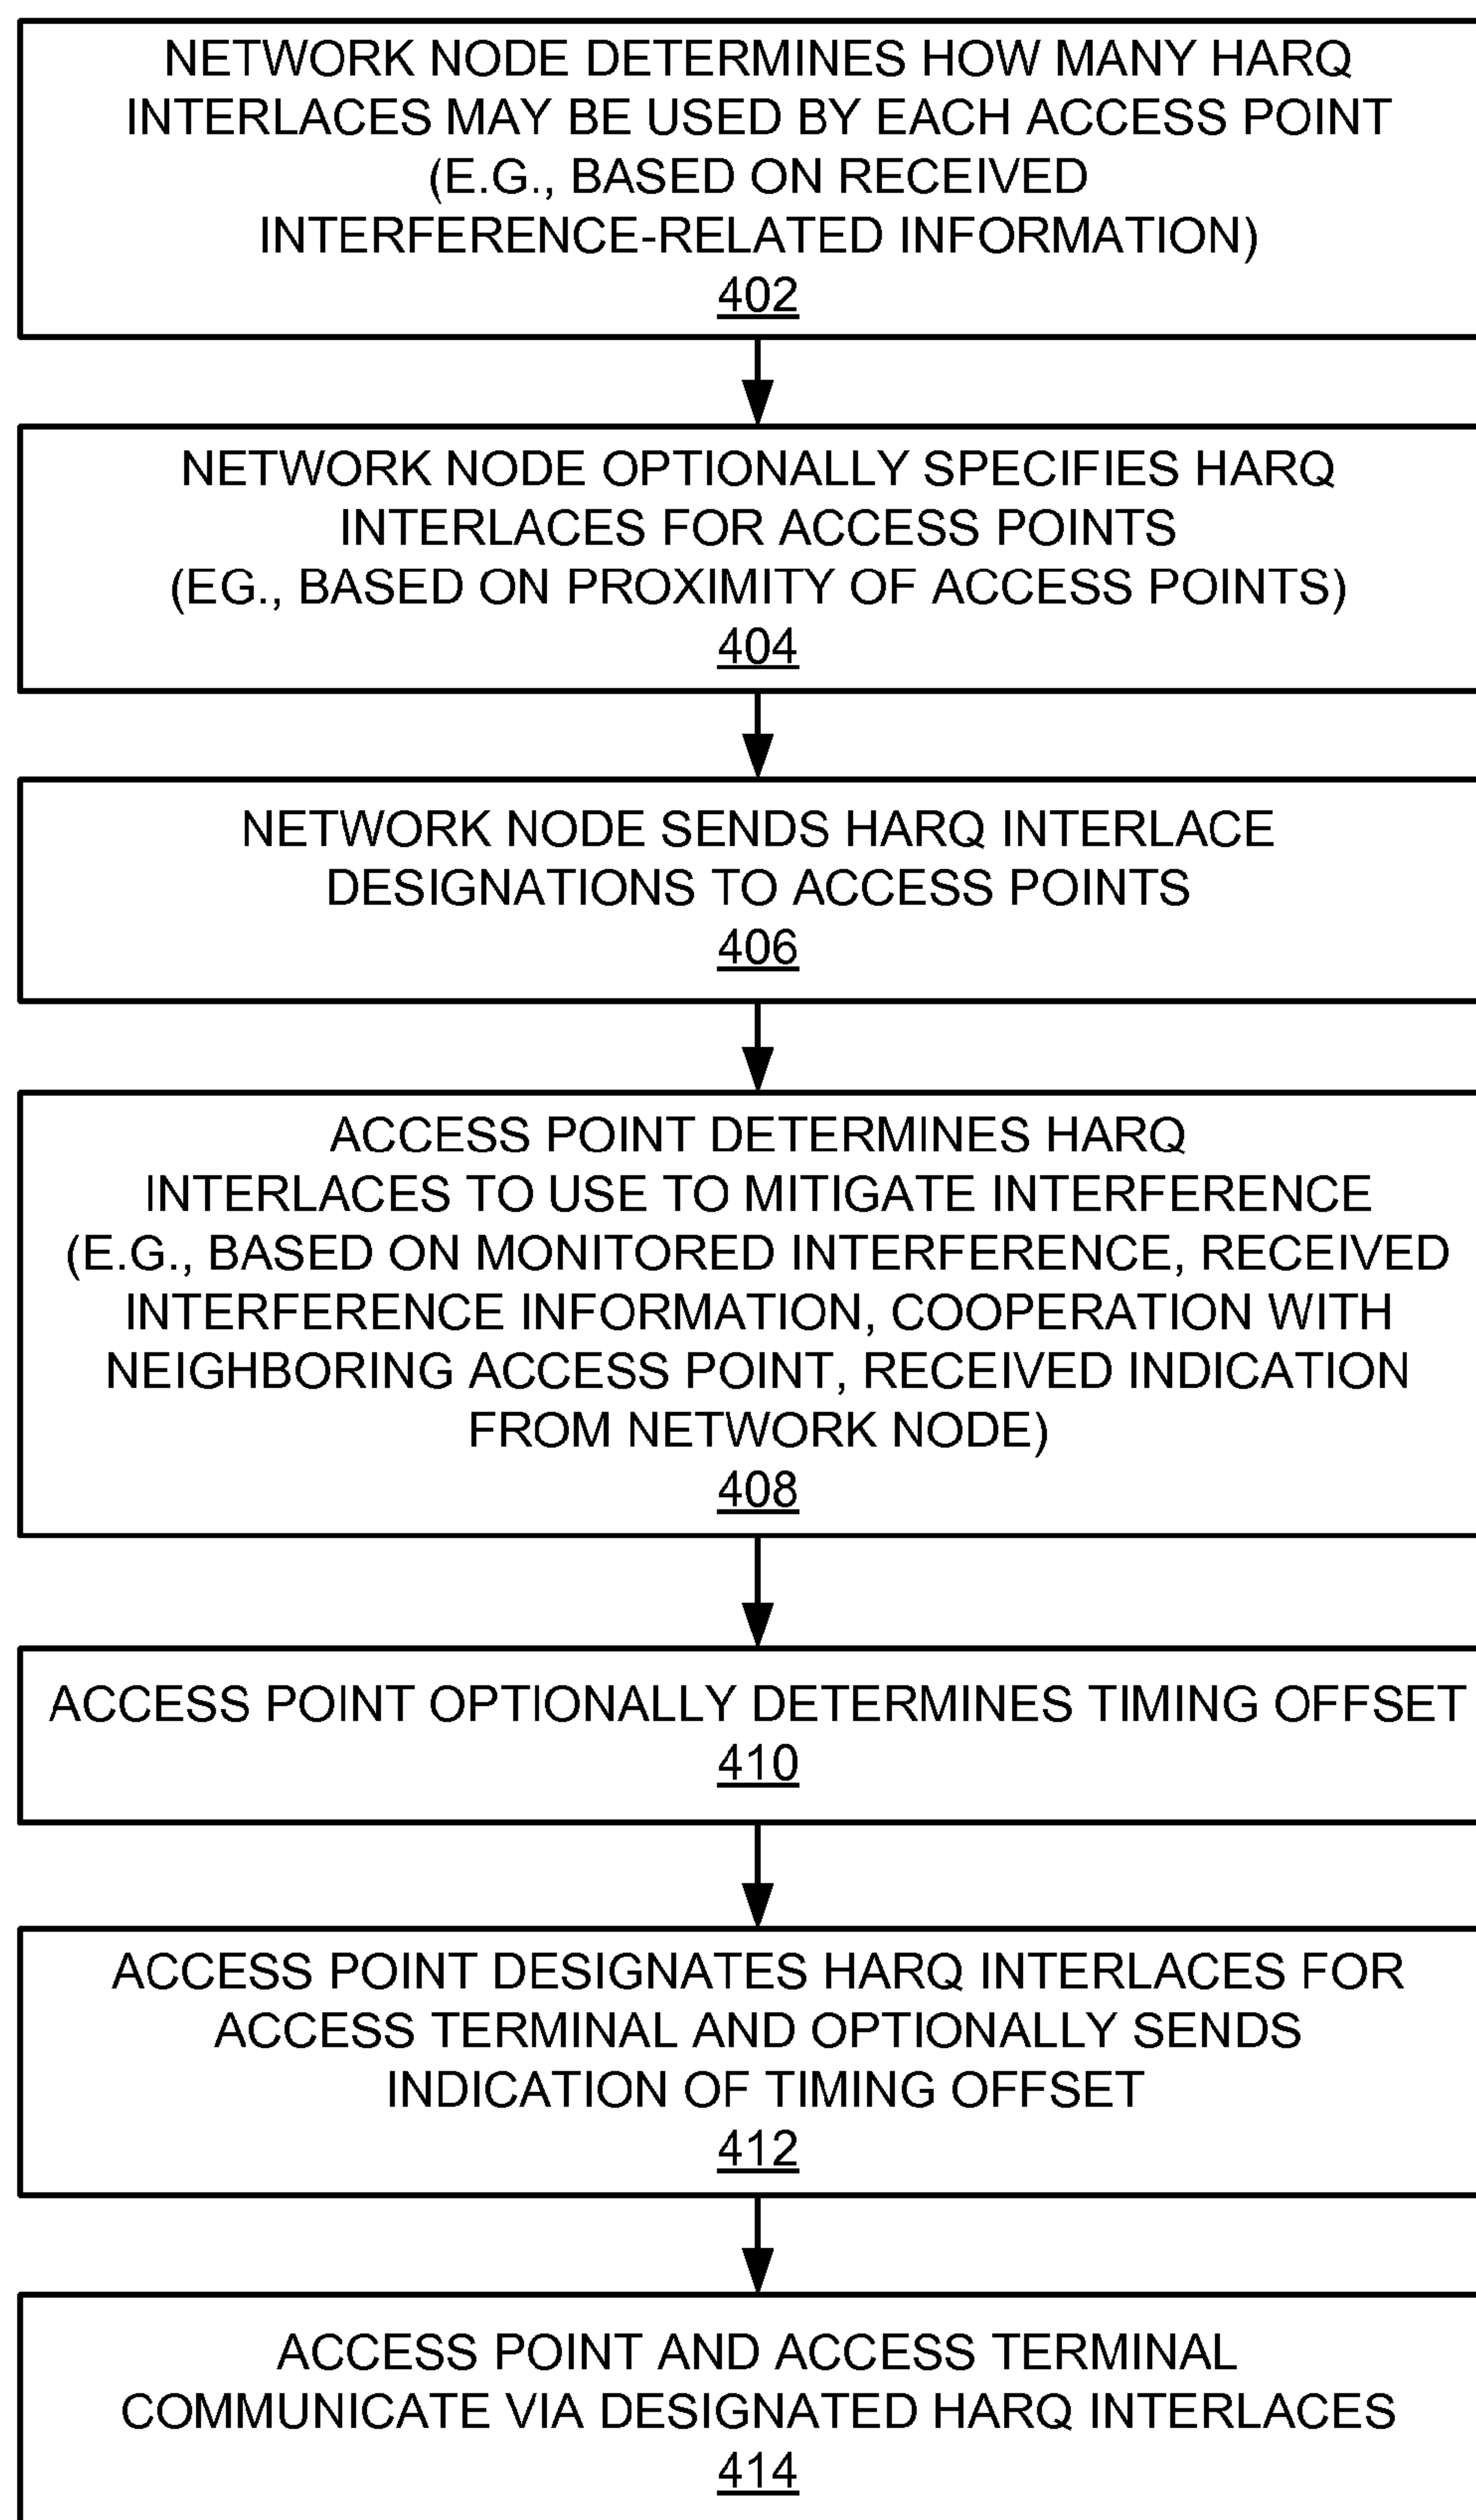 NETWORK NODE DETERMINES HOW MANY HARQ
INTERLACES MAY BE USED BY EACH ACCESS POINT
(E.G., BASED ON RECEIVED
INTERFERENCE-RELATED INFORMATION)
402
NETWORK NODE OPTIONALLY SPECIFIES HARQ
INTERLACES FOR ACCESS POINTS
(EG., BASED ON PROXIMITY OF ACCESS POINTS)
404
NETWORK NODE SENDS HARQ INTERLACE
DESIGNATIONS TO ACCESS POINTS
406
ACCESS POINT DETERMINES HARQ
INTERLACES TO USE TO MITIGATE INTERFERENCE
(E.G., BASED ON MONITORED INTERFERENCE, RECEIVED
INTERFERENCE INFORMATION, COOPERATION WITH
NEIGHBORING ACCESS POINT, RECEIVED INDICATION
FROM NETWORK NODE)
408
ACCESS POINT OPTIONALLY DETERMINES TIMING OFFSET
410
ACCESS POINT DESIGNATES HARQ INTERLACES FOR
ACCESS TERMINAL AND OPTIONALLY SENDS
INDICATION OF TIMING OFFSET
412
ACCESS POINT AND ACCESS TERMINAL
COMMUNICATE VIA DESIGNATED HARQ INTERLACES
414